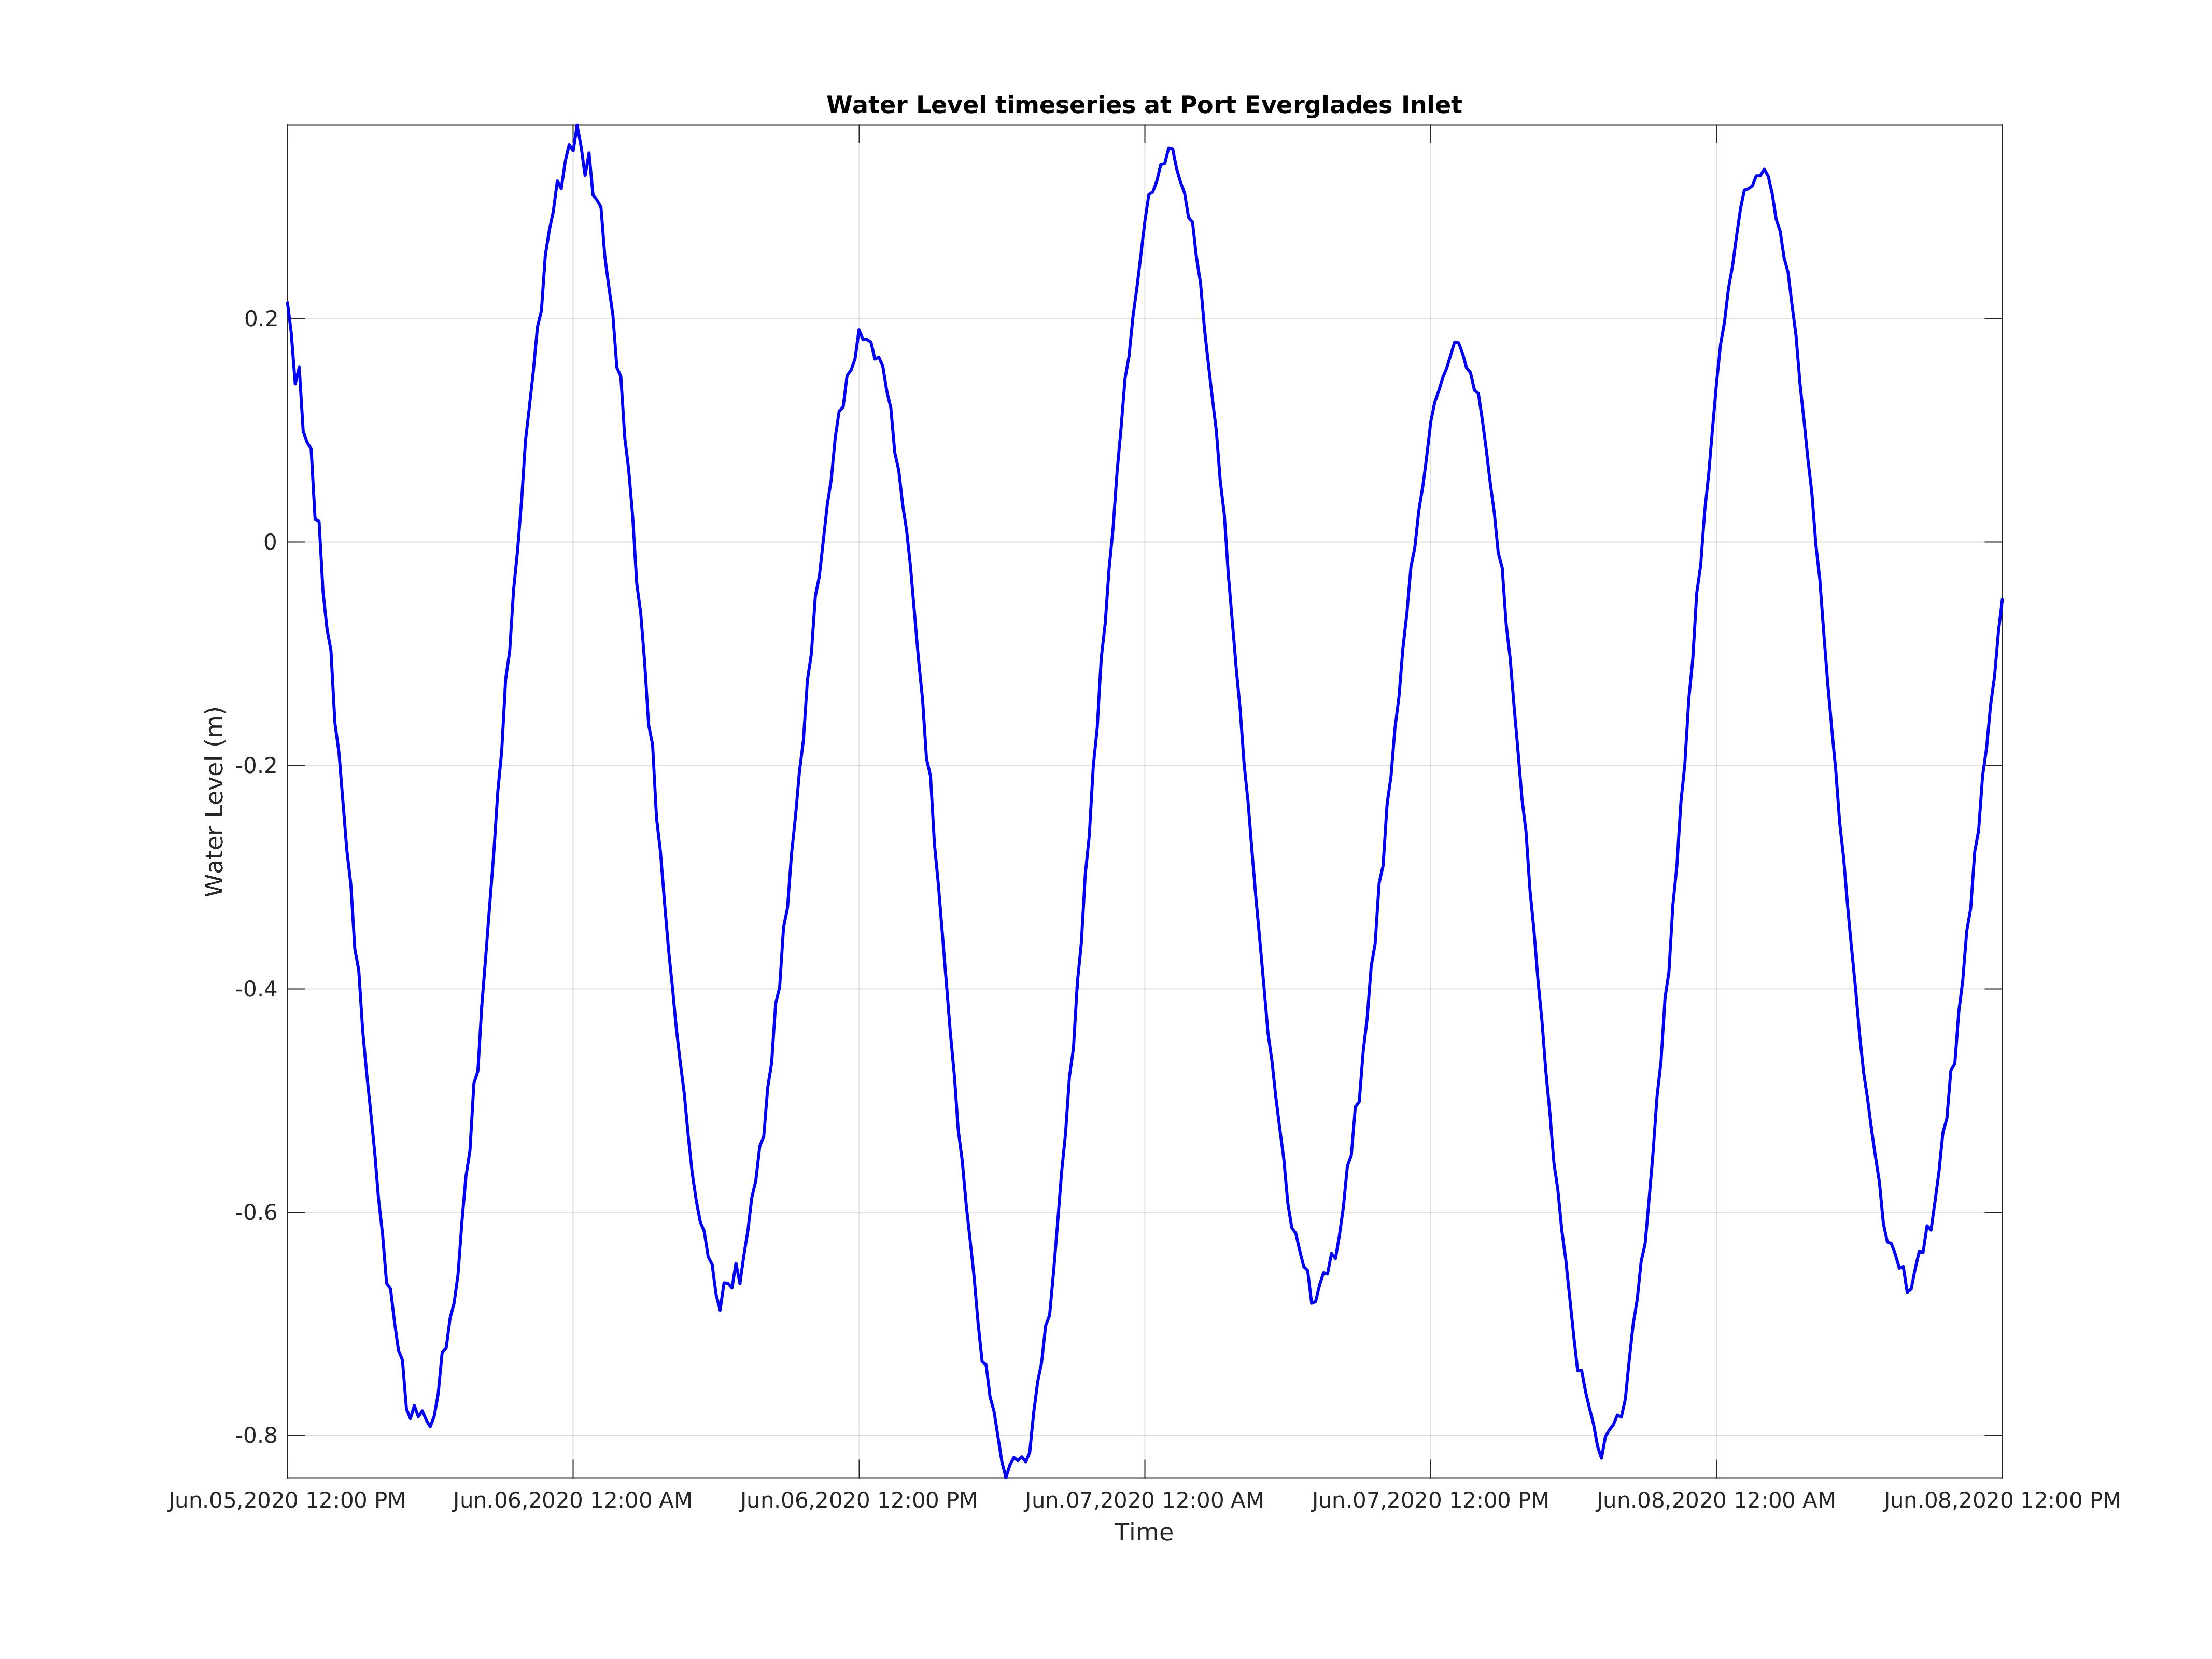 Water Level timeseries at Port Everglades Inlet
0.2
0
-0.2
-0.4
-0.6
-0.8
Water Level (m)
Jun.05,2020 12:00 PM
Jun.06,2020 12:00 AM
Jun.06,2020 12:00 PM
Jun.07,2020 12:00 AM
Jun.07,2020 12:00 PM
Jun.08,2020 12:00 AM
Jun.08,2020 12:00 PM
Time